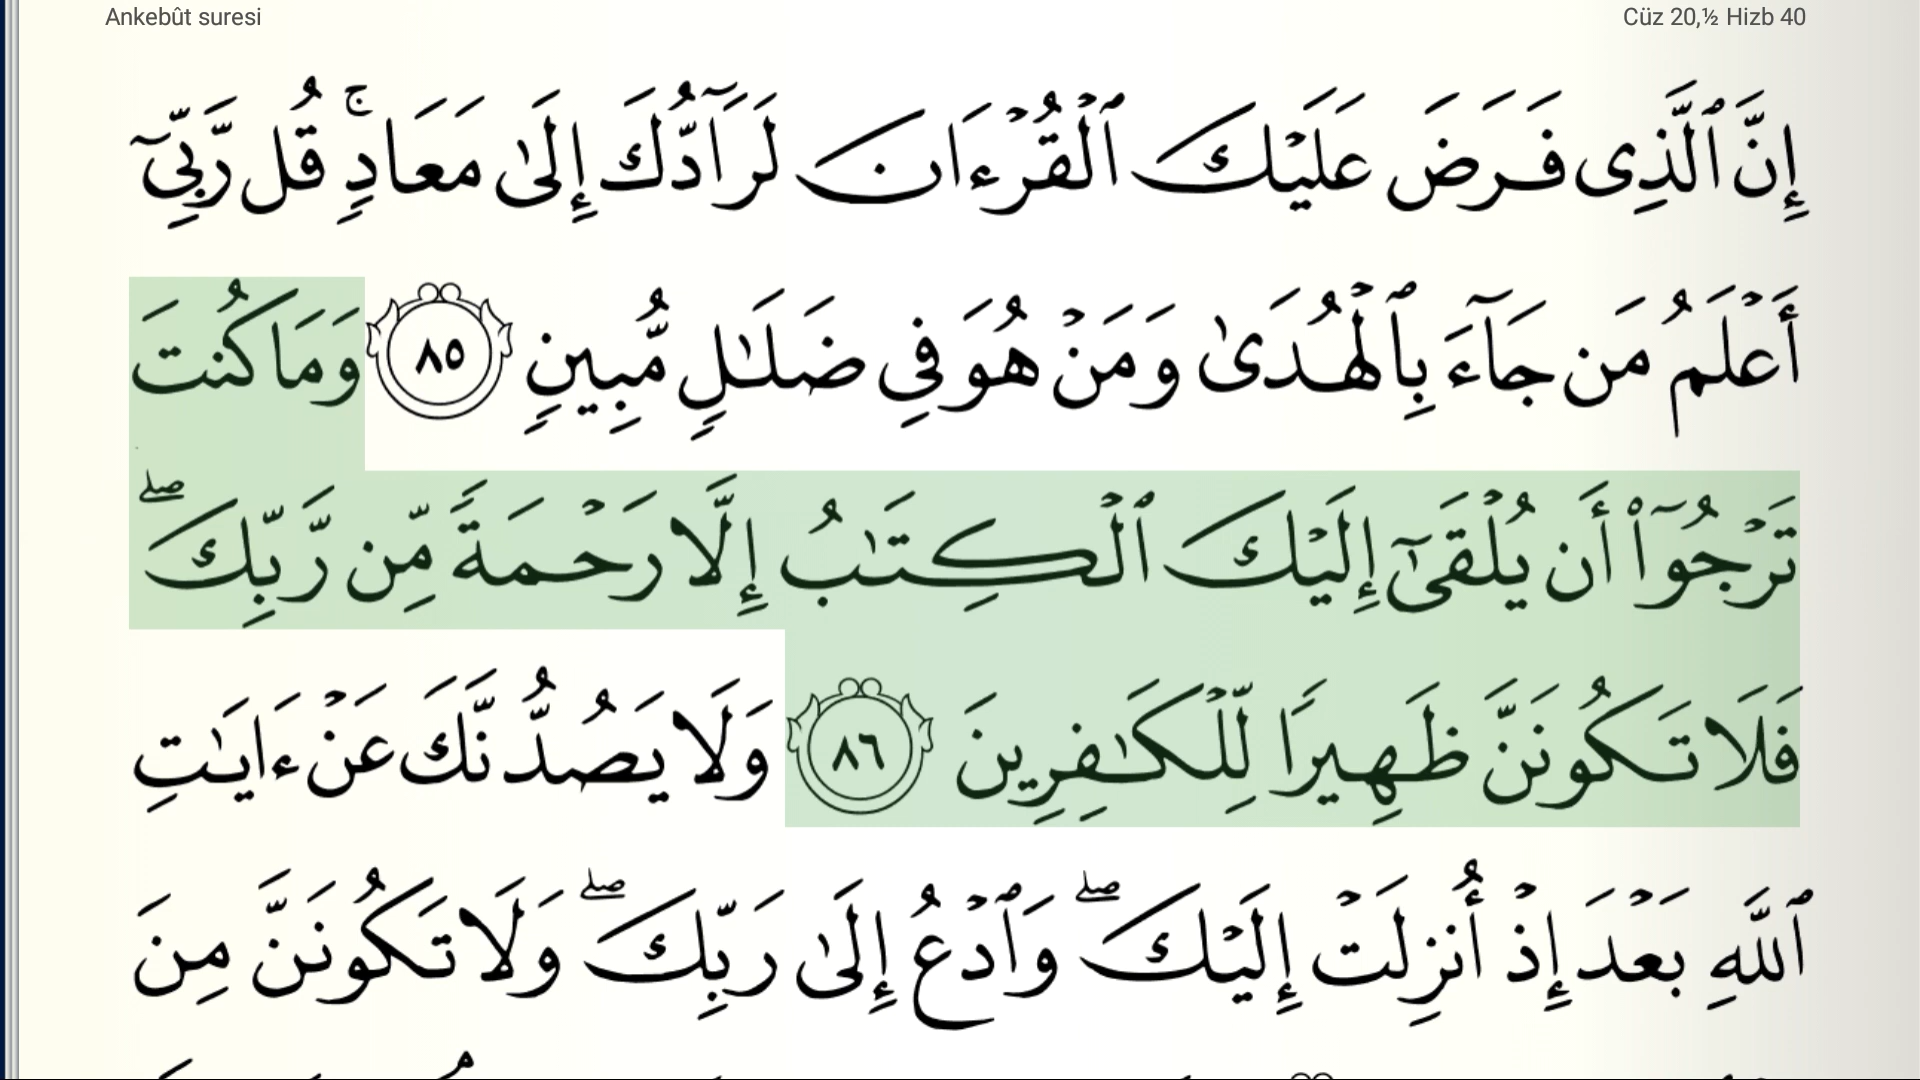 Ankebût suresi
Cüz 20,½ Hizb 40
إِنَّ ٱلَّذِى فَرَضَ عَلَيْكَ ٱلْقُرْءَانَ لَرَآدُّكَ إِلَىٰ مَعَادٍ ۚ قُل رَّبِّىٓ
أَعْلَمُ مَن جَآءَ بِٱلْهُدَىٰ وَمَنْ هُوَ فِى ضَلَـٰلٍ مُّبِينٍ ٨٥ وَمَا كُنتَ
تَرْجُوٓا۟ أَن يُلْقَىٰٓ إِلَيْكَ ٱلْكِتَـٰبُ إِلَّا رَحْمَةً مِّن رَّبِّكَ ۖ
فَلَا تَكُونَنَّ ظَهِيرًا لِّلْكَـٰفِرِينَ ٨٦ وَلَا يَصُدُّنَّكَ عَنْ ءَايَـٰتِ
ٱللَّهِ بَعْدَ إِذْ أُنزِلَتْ إِلَيْكَ ۖ وَٱدْعُ إِلَىٰ رَبِّكَ ۖ وَلَا تَكُونَنَّ مِنَ